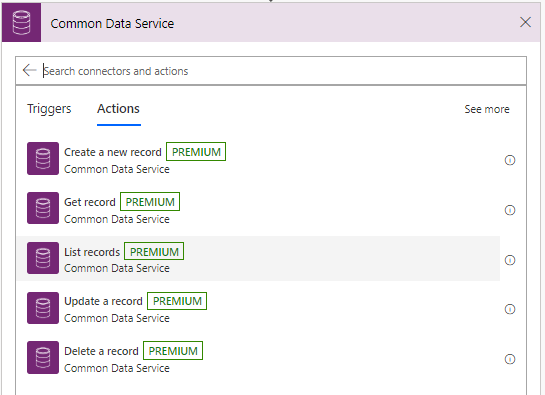 Common Data Service
Search connectors and actions
Triggers Actions See more
Create a new record PREMIUM
Common Data Service
Get record PREMIUM
Common Data Service
List records PREMIUM
Common Data Service
Update a record PREMIUM
Common Data Service
Delete a record PREMIUM
Common Data Service